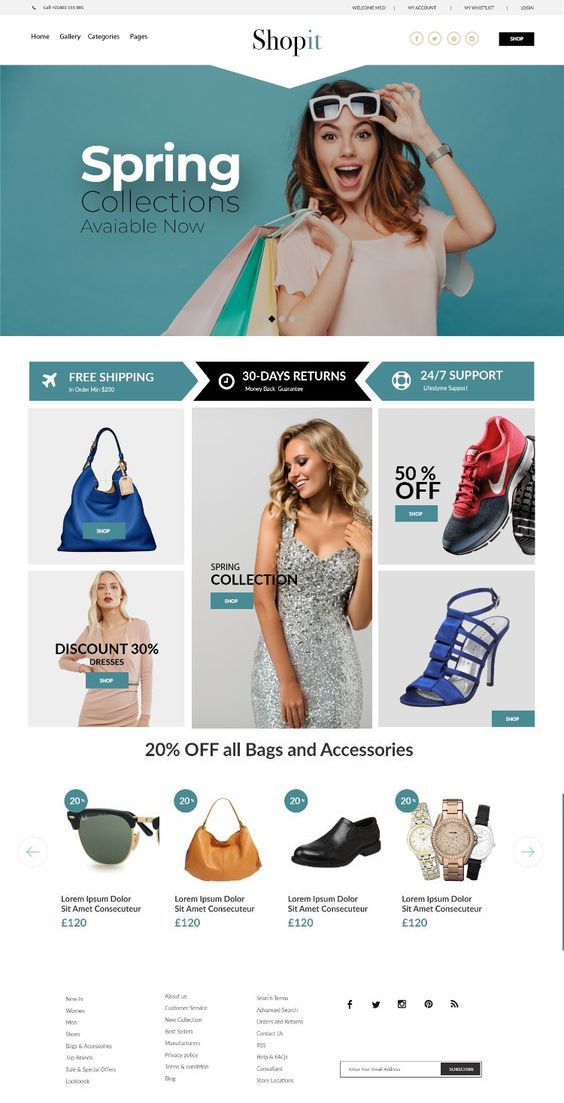 Call +01603 555 981
WELCOME MSG! | MY ACCOUNT | MY WHISTLIST | LOGIN
Home Gallery Categories Pages
Shopit
SHOP
Spring
Collections
Avaiable Now
FREE SHIPPING
In Order Min $200
30-DAYS RETURNS
Money Back Guarantee
24/7 SUPPORT
Lifestyme Support
SHOP
SPRING
COLLECTION
SHOP
50 %
OFF
SHOP
DISCOUNT 30%
DRESSES
SHOP
SHOP
20% OFF all Bags and Accessories
20%
20%
20%
20%
Lorem Ipsum Dolor
Sit Amet Consecuteur
£120
Lorem Ipsum Dolor
Sit Amet Consecuteur
£120
Lorem Ipsum Dolor
Sit Amet Consecuteur
£120
Lorem Ipsum Dolor
Sit Amet Consecuteur
£120
New In
Women
Men
Shoes
Bags & Accessories
Top Brands
Sale & Special Offers
Lookbook
About us
Customer Service
New Collection
Best Sellers
Manufacturers
Privacy policy
Terms & condition
Blog
Search Terms
Advanced Search
Orders and Returns
Contact Us
RSS
Help & FAQs
Consultant
Store Locations
Enter Your Email Address
SUBSCRIBE